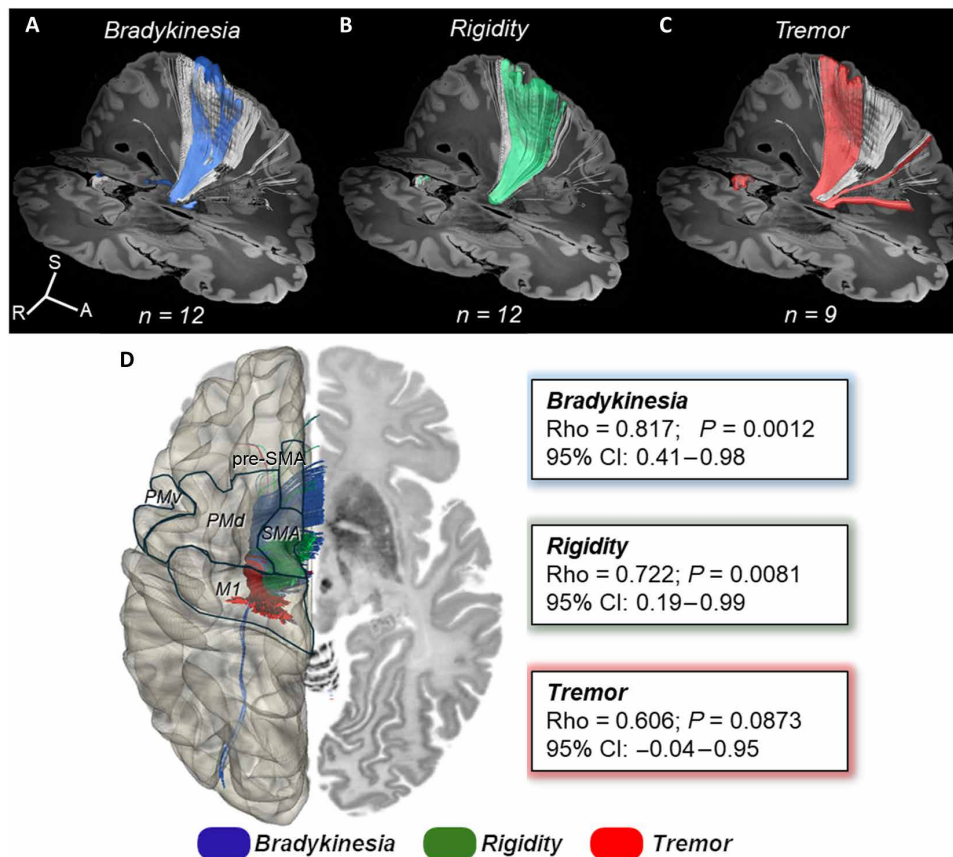 A Bradykinesia
B Rigidity
C Tremor
S
R A
n = 12
n = 12
n = 9
D
pre-SMA
PMv
PMd
SMA
M1
Bradykinesia
Rho = 0.817; P = 0.0012
95% CI: 0.41–0.98
Rigidity
Rho = 0.722; P = 0.0081
95% CI: 0.19–0.99
Tremor
Rho = 0.606; P = 0.0873
95% CI: –0.04–0.95
Bradykinesia Rigidity Tremor